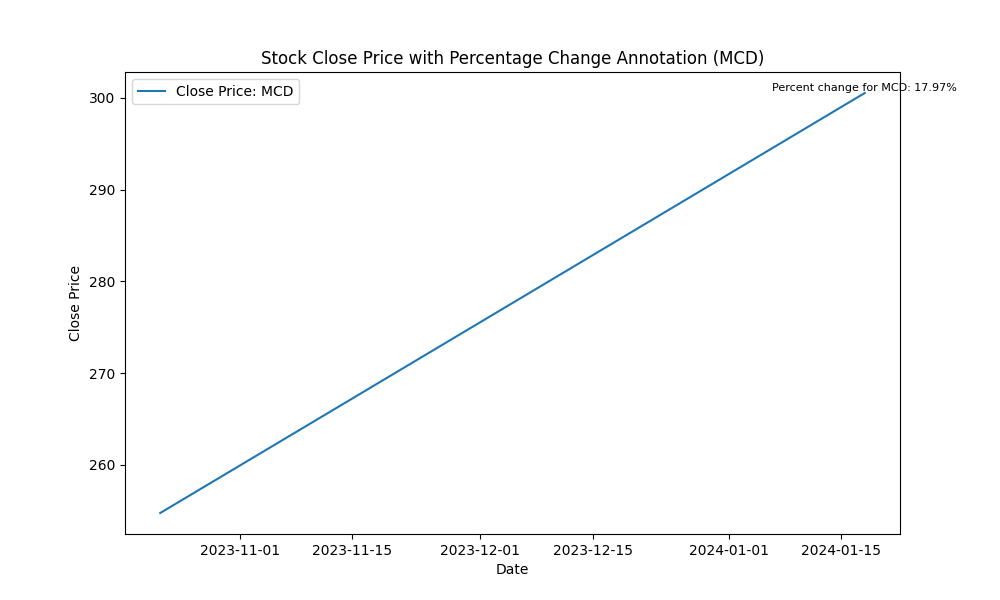 Stock Close Price with Percentage Change Annotation (MCD)
Close Price: MCD
Percent change for MCD: 17.97%
300
290
280
270
260
Close Price
2023-11-01 2023-11-15 2023-12-01 2023-12-15 2024-01-01 2024-01-15
Date